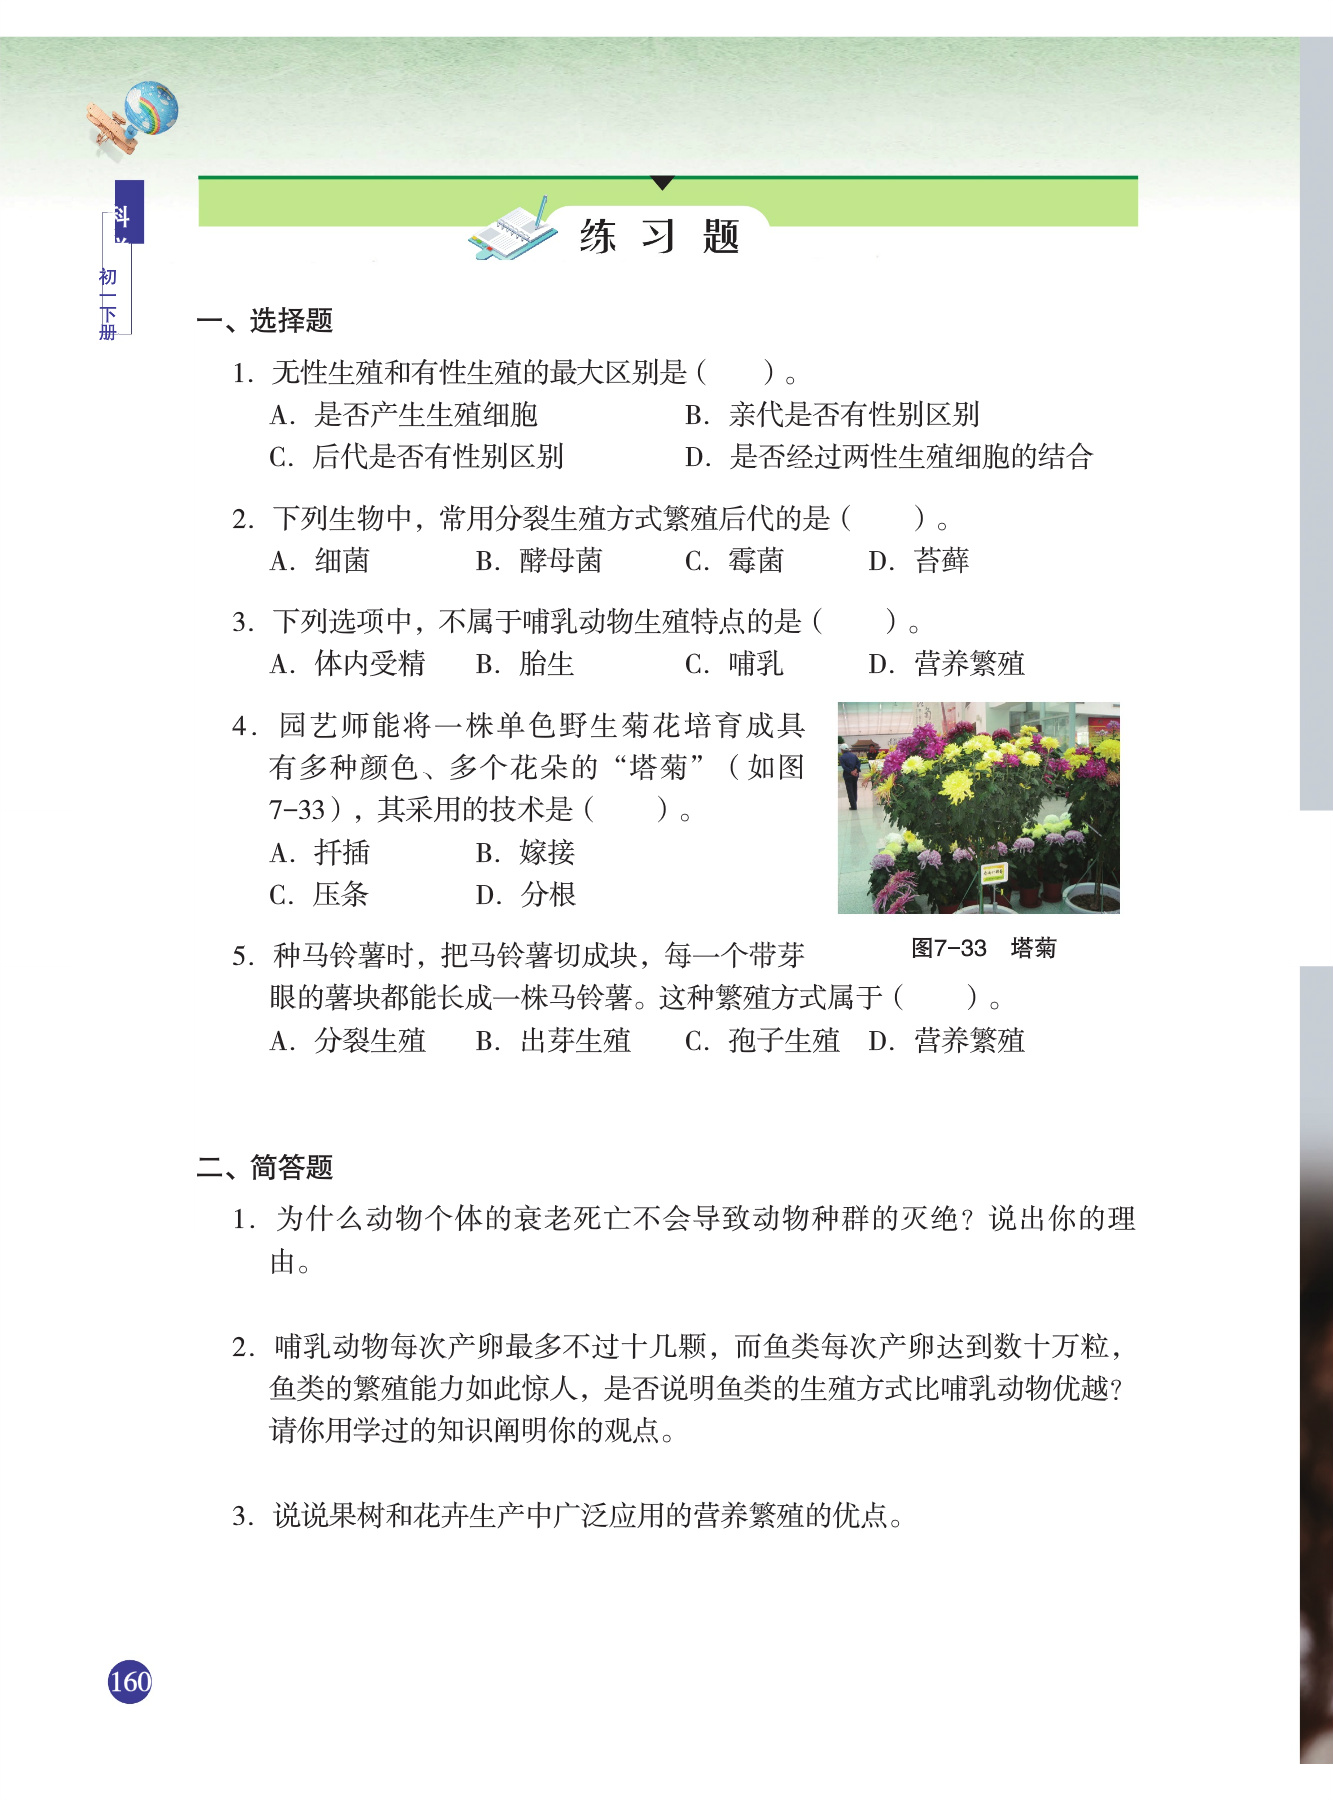 科
初一下册
练 习 题
一、选择题
1. 无性生殖和有性生殖的最大区别是（　　）。
A. 是否产生生殖细胞　　B. 亲代是否有性别区别
C. 后代是否有性别区别　　D. 是否经过两性生殖细胞的结合
2. 下列生物中，常用分裂生殖方式繁殖后代的是（　　）。
A. 细菌　　B. 酵母菌　　C. 霉菌　　D. 苔藓
3. 下列选项中，不属于哺乳动物生殖特点的是（　　）。
A. 体内受精　　B. 胎生　　C. 哺乳　　D. 营养繁殖
4. 园艺师能将一株单色野生菊花培育成具
有多种颜色、多个花朵的“塔菊”（如图
7-33），其采用的技术是（　　）。
A. 扦插　　B. 嫁接
C. 压条　　D. 分根
图7-33　塔菊
5. 种马铃薯时，把马铃薯切成块，每一个带芽
眼的薯块都能长成一株马铃薯。这种繁殖方式属于（　　）。
A. 分裂生殖　　B. 出芽生殖　　C. 孢子生殖　　D. 营养繁殖
二、简答题
1. 为什么动物个体的衰老死亡不会导致动物种群的灭绝？说出你的理
由。
2. 哺乳动物每次产卵最多不过十几颗，而鱼类每次产卵达到数十万粒，
鱼类的繁殖能力如此惊人，是否说明鱼类的生殖方式比哺乳动物优越？
请你用学过的知识阐明你的观点。
3. 说说果树和花卉生产中广泛应用的营养繁殖的优点。
160